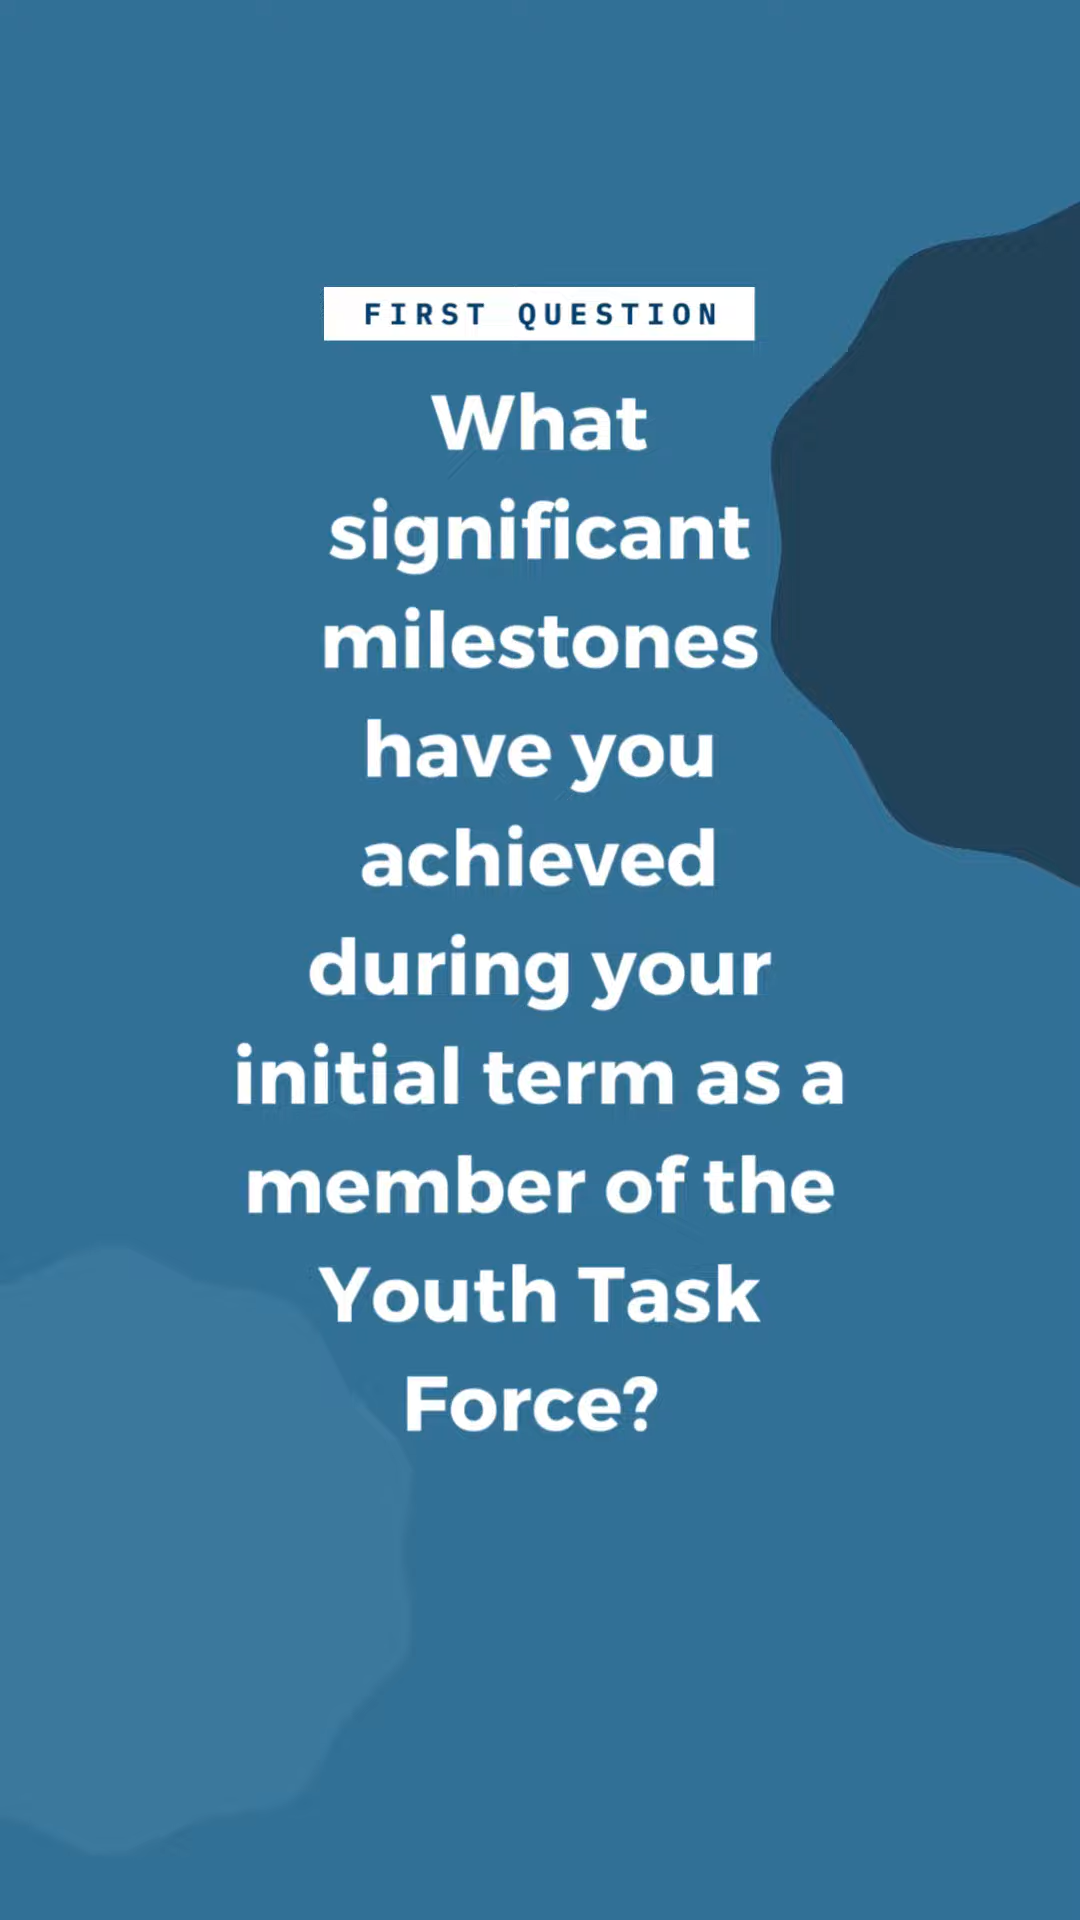 FIRST QUESTION
What
significant
milestones
have you
achieved
during your
initial term as a
member of the
Youth Task
Force?